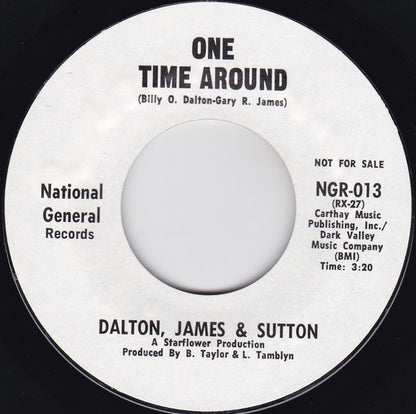 ONE
TIME AROUND
(Billy O. Dalton-Gary R. James)
NOT FOR SALE
National
General
Records
NGR-013
(RX-27)
Carthay Music
Publishing, Inc./
Dark Valley
Music Company
(BMI)
Time: 3:20
DALTON, JAMES & SUTTON
A Starflower Production
Produced By B. Taylor & L. Tamblyn